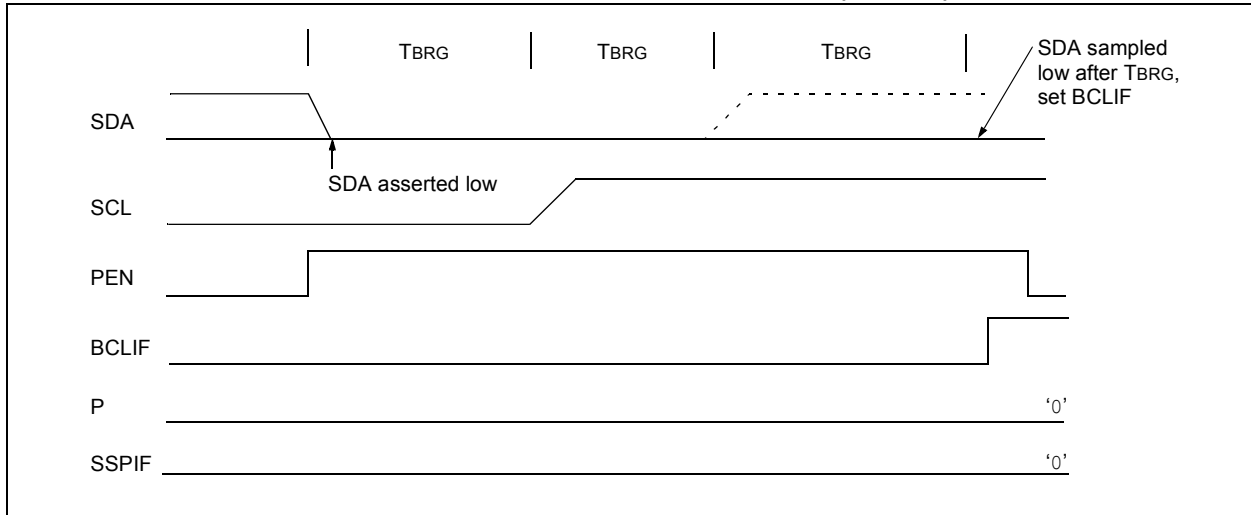 TBRG TBRG TBRG
SDA sampled
low after TBRG,
set BCLIF
SDA
SDA asserted low
SCL
PEN
BCLIF
P
‘0’
SSPIF
‘0’